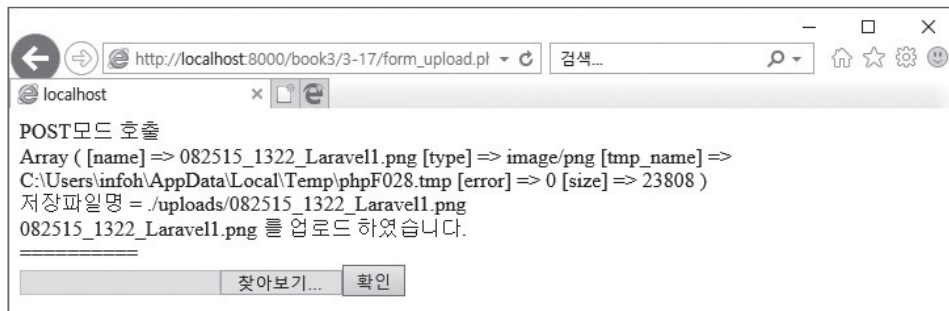 http://localhost:8000/book3/3-17/form_upload.ph
검색...
localhost
POST모드 호출
Array ( [name] => 082515_1322_Laravel1.png [type] => image/png [tmp_name] =>
C:\Users\infoh\AppData\Local\Temp\phpF028.tmp [error] => 0 [size] => 23808 )
저장파일명 = ./uploads/082515_1322_Laravel1.png
082515_1322_Laravel1.png 를 업로드 하였습니다.
==========
찾아보기... 확인